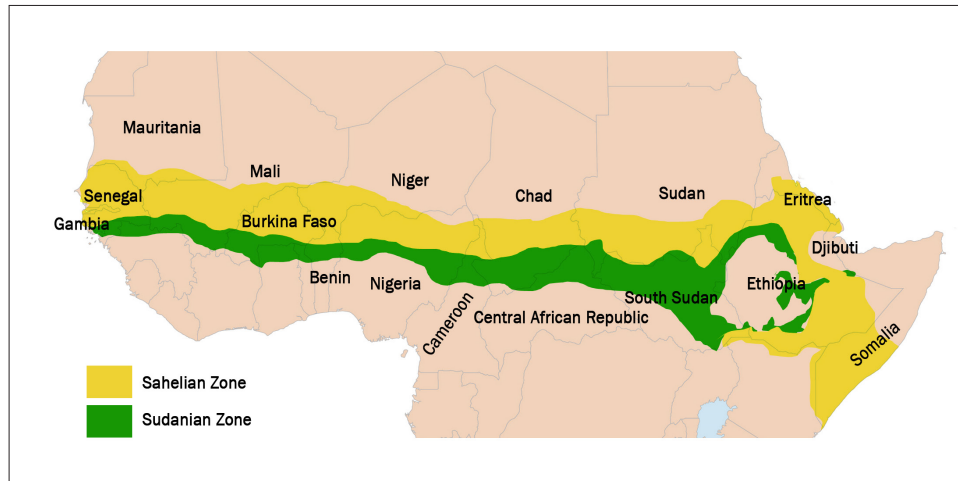 Mauritania
Mali
Niger
Chad
Sudan
Senegal
Eritrea
Gambia
Burkina Faso
Djibuti
Benin
Nigeria
Ethiopia
South Sudan
Cameroon
Central African Republic
Somalia
Sahelian Zone
Sudanian Zone